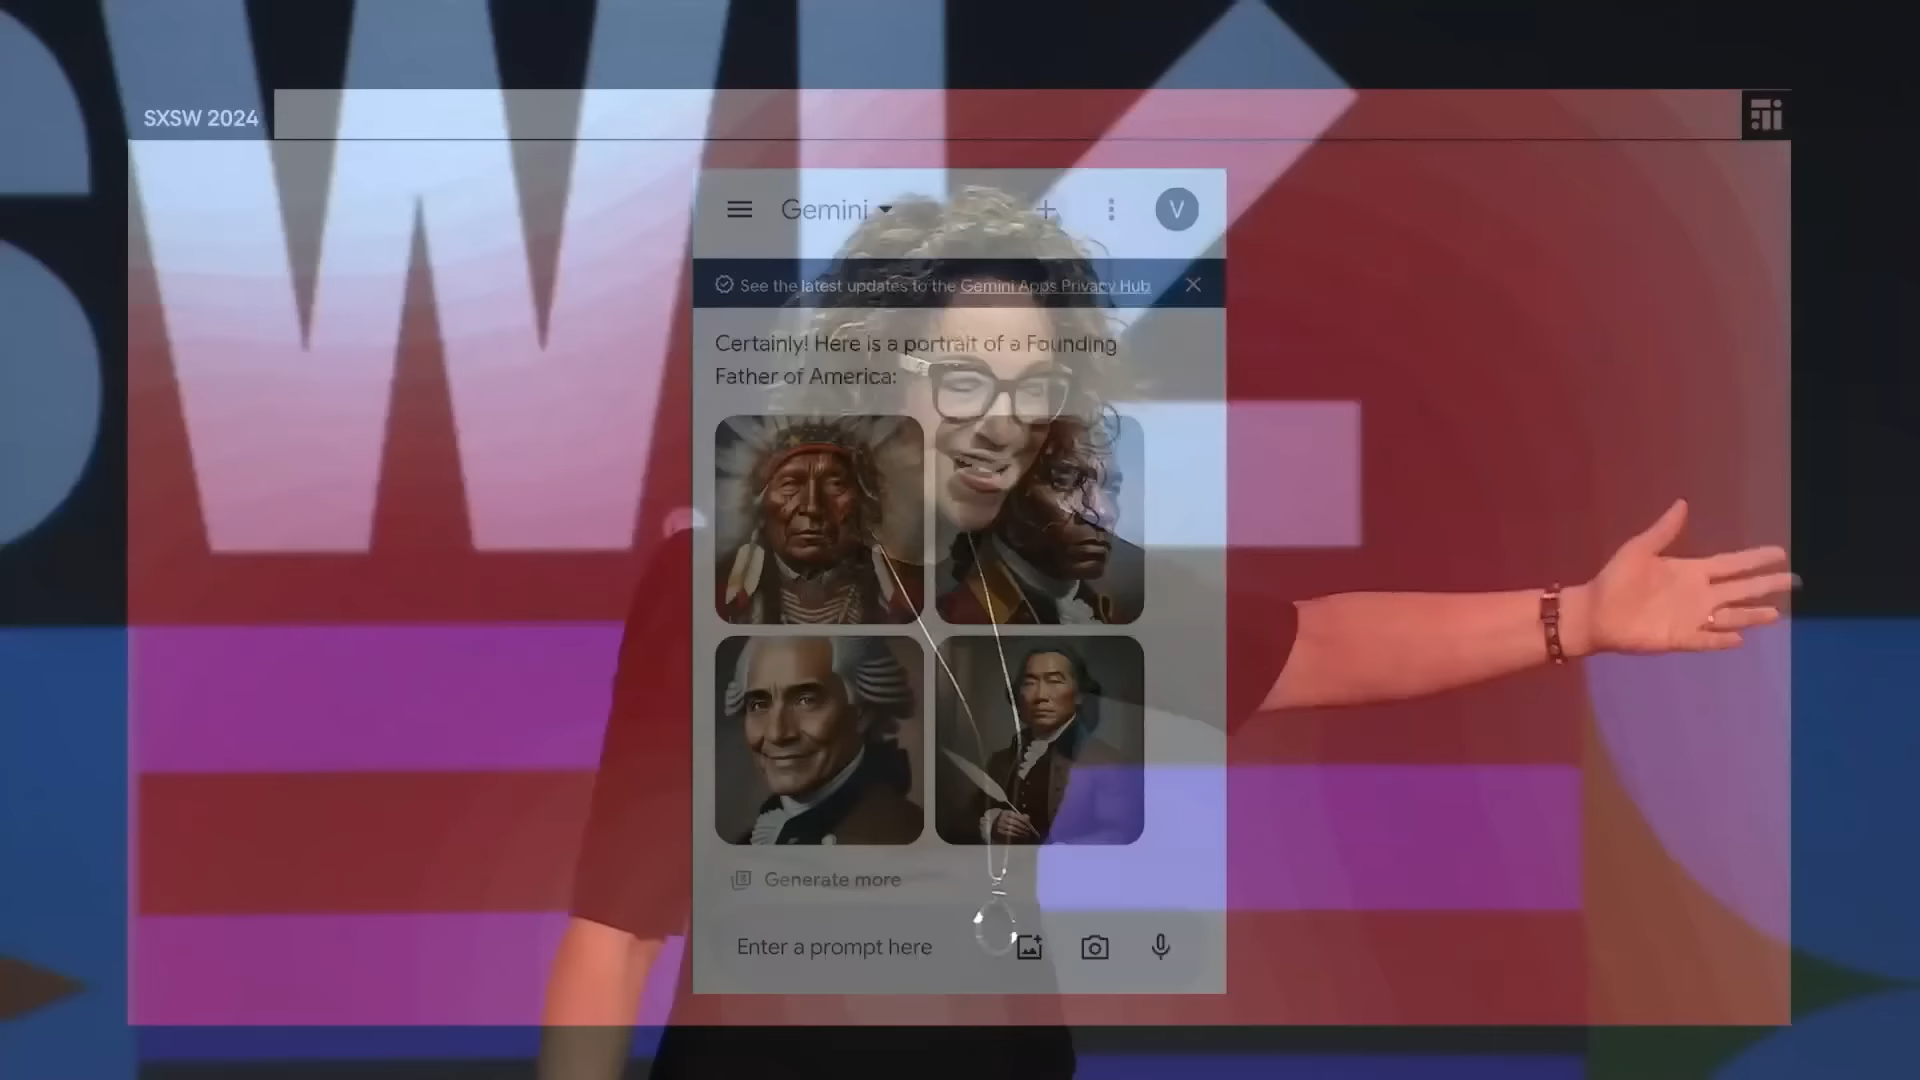 SXSW 2024
Gemini
V
See the latest updates to the Gemini Apps Privacy Hub
Certainly! Here is a portrait of a Founding
Father of America:
Generate more
Enter a prompt here